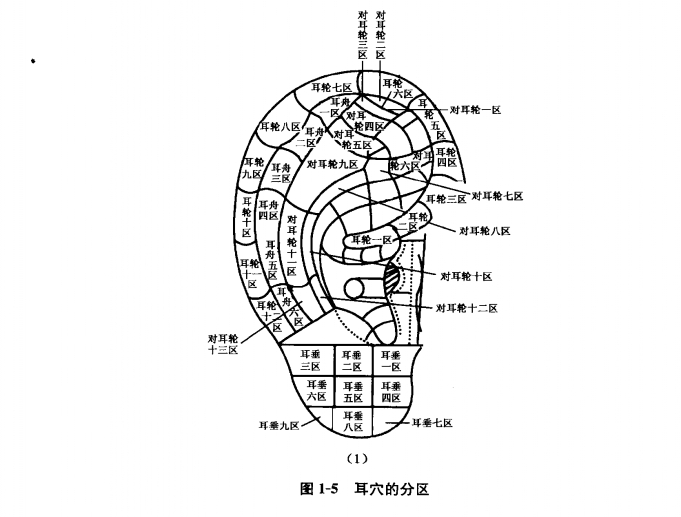 对耳轮三区
对耳轮二区
耳轮七区
耳轮
六区
耳舟
一区
对耳
轮四区
对耳轮一区
耳轮五区
耳轮八区
耳舟
二区
对耳
轮五区
对耳
轮六区
耳轮
四区
耳轮
九区
耳舟
三区
对耳轮九区
对耳轮七区
耳轮三区
耳轮
十区
耳舟
四区
对耳轮十一区
耳轮
二区
对耳轮八区
耳轮一区
耳舟五区
耳轮
十一区
对耳轮十区
耳轮
十二区
耳舟六区
对耳轮十二区
对耳轮
十三区
耳垂
三区
耳垂
二区
耳垂
一区
耳垂
六区
耳垂
五区
耳垂
四区
耳垂九区
耳垂
八区
耳垂七区
(1)
图 1-5 耳穴的分区